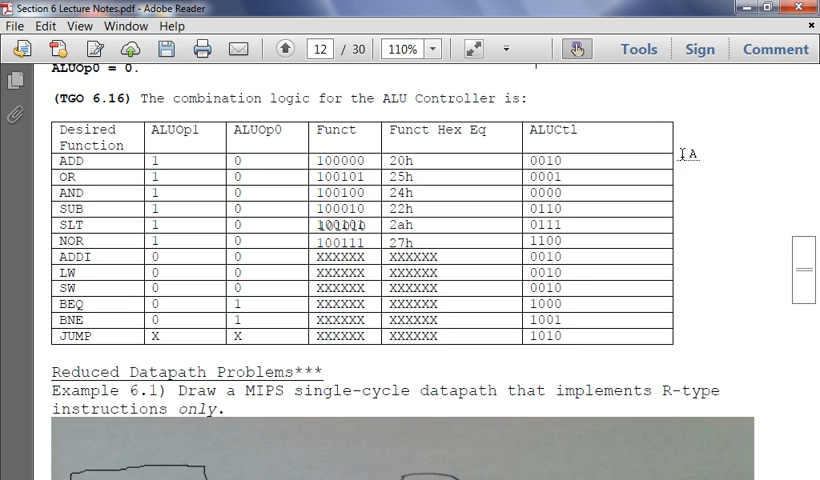 Section 6 Lecture Notes.pdf - Adobe Reader
File Edit View Window Help
12 / 30 110% Tools Sign Comment
ALUOp0 = 0.
(TGO 6.16) The combination logic for the ALU Controller is:
Desired Function ALUOp1 ALUOp0 Funct Funct Hex Eq ALUCtl
ADD 1 0 100000 20h 0010
OR 1 0 100101 25h 0001
AND 1 0 100100 24h 0000
SUB 1 0 100010 22h 0110
SLT 1 0 2ah 0111
NOR 1 0 100111 27h 1100
ADDI 0 0 XXXXXX XXXXXX 0010
LW 0 0 XXXXXX XXXXXX 0010
SW 0 0 XXXXXX XXXXXX 0010
BEQ 0 1 XXXXXX XXXXXX 1000
BNE 0 1 XXXXXX XXXXXX 1001
JUMP X X XXXXXX XXXXXX 1010
A
Reduced Datapath Problems***
Example 6.1) Draw a MIPS single-cycle datapath that implements R-type
instructions only.